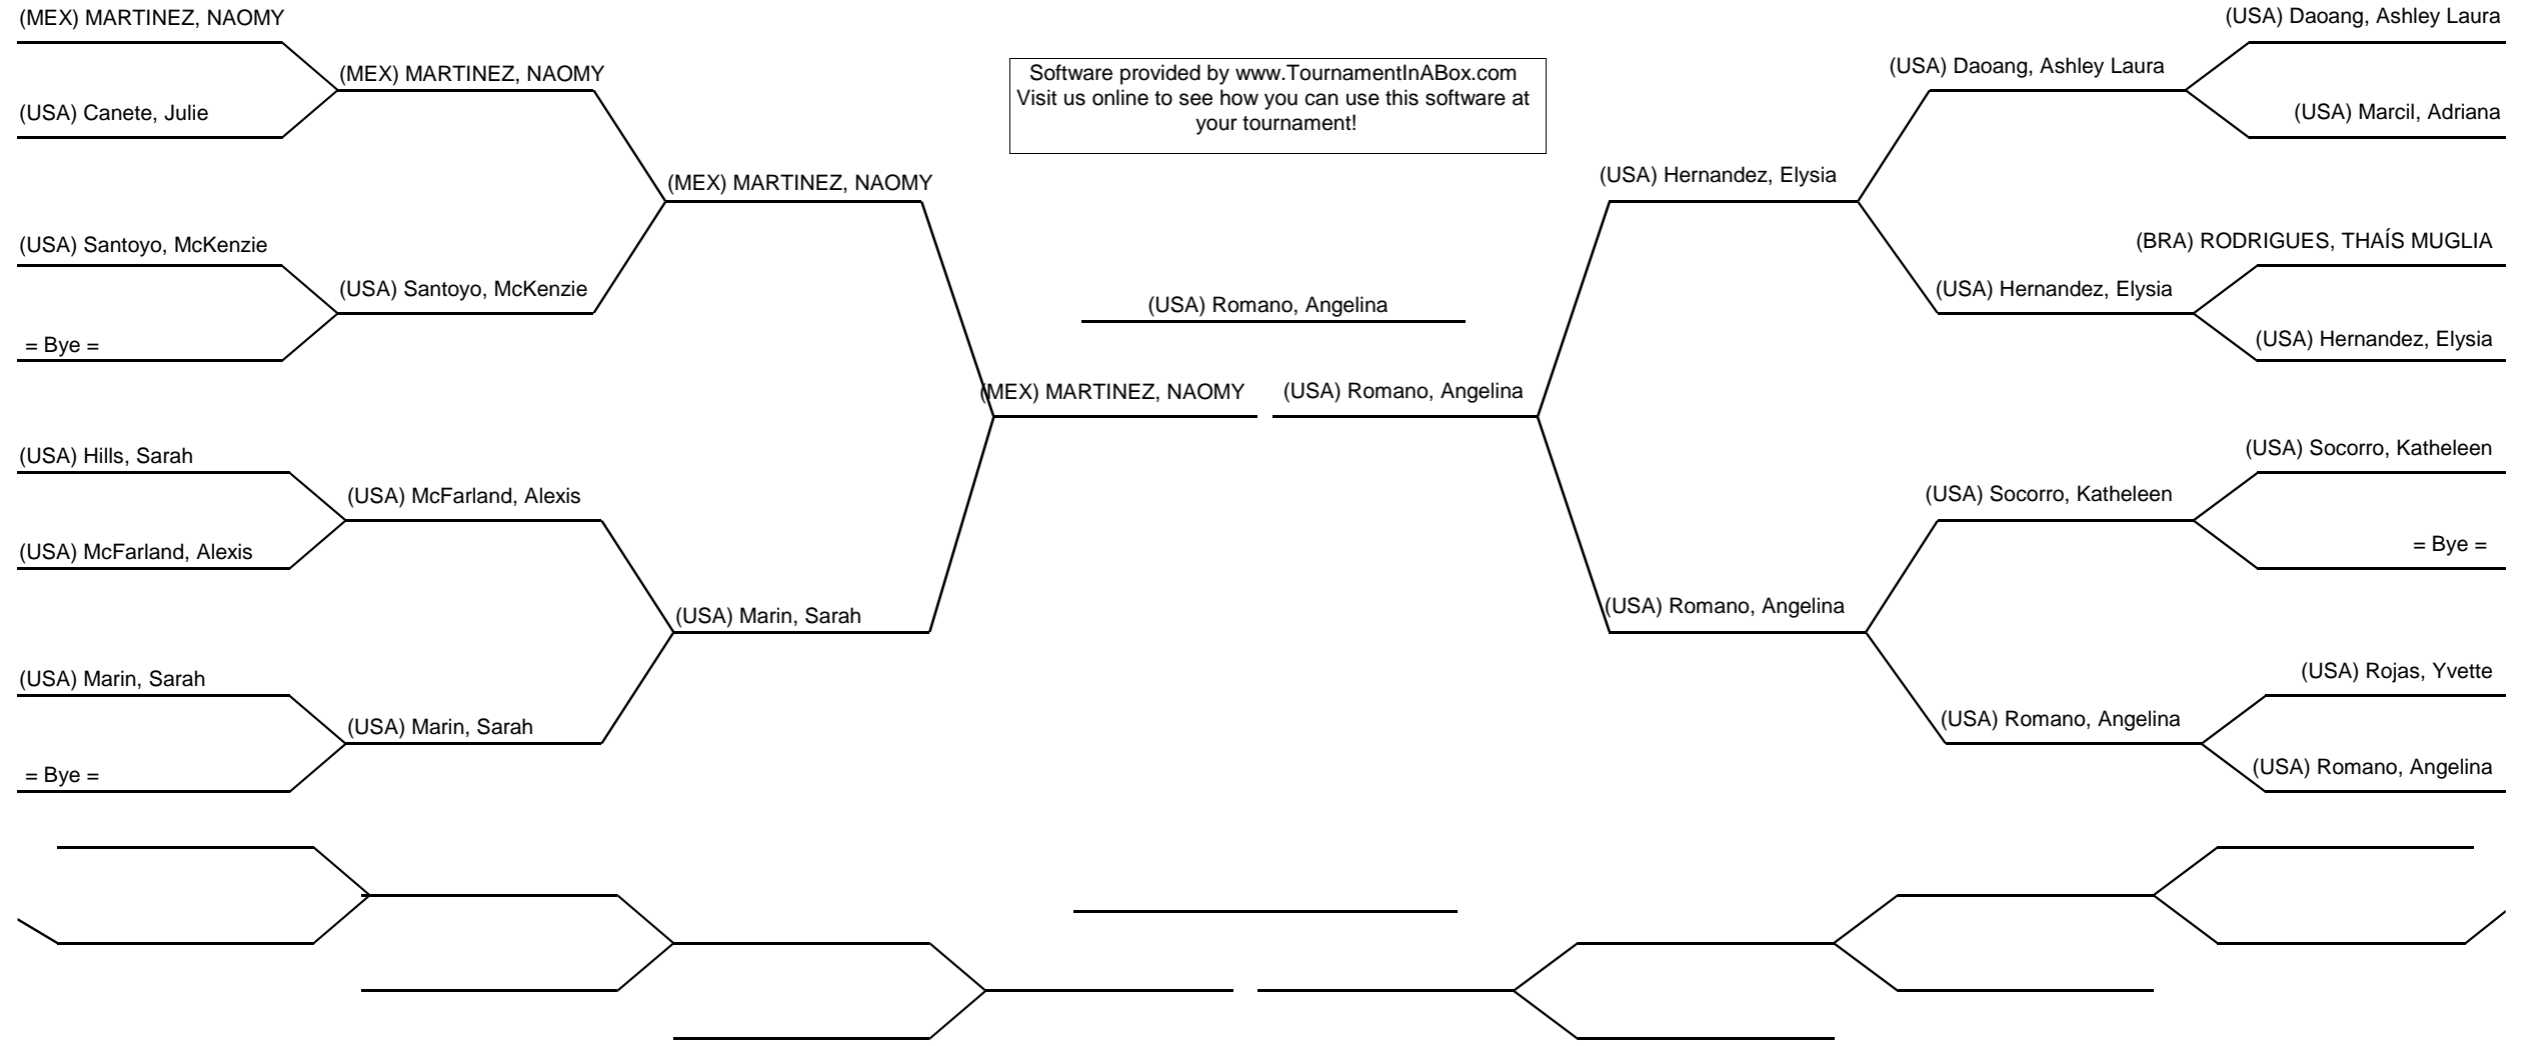 (MEX) MARTINEZ, NAOMY
(USA) Canete, Julie
(USA) Santoyo, McKenzie
= Bye =
(USA) Hills, Sarah
(USA) McFarland, Alexis
(USA) Marin, Sarah
= Bye =
(MEX) MARTINEZ, NAOMY
(USA) Santoyo, McKenzie
(USA) McFarland, Alexis
(USA) Marin, Sarah
(MEX) MARTINEZ, NAOMY
(USA) Marin, Sarah
(MEX) MARTINEZ, NAOMY
Software provided by www.TournamentInABox.com
Visit us online to see how you can use this software at
your tournament!
(USA) Romano, Angelina
(USA) Romano, Angelina
(USA) Hernandez, Elysia
(USA) Romano, Angelina
(USA) Daoang, Ashley Laura
(USA) Hernandez, Elysia
(USA) Socorro, Katheleen
(USA) Romano, Angelina
(USA) Daoang, Ashley Laura
(USA) Marcil, Adriana
(BRA) RODRIGUES, THAÍS MUGLIA
(USA) Hernandez, Elysia
(USA) Socorro, Katheleen
= Bye =
(USA) Rojas, Yvette
(USA) Romano, Angelina